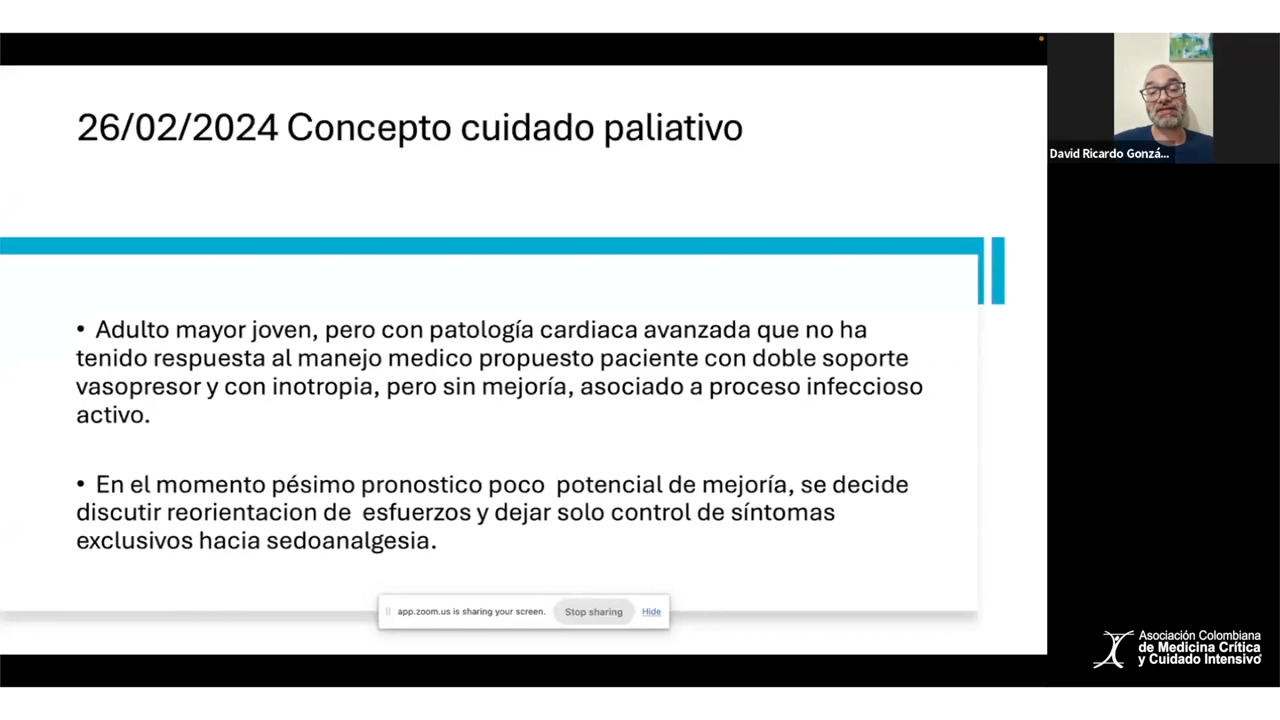 26/02/2024 Concepto cuidado paliativo
David Ricardo Gonzá...
• Adulto mayor joven, pero con patología cardiaca avanzada que no ha
tenido respuesta al manejo medico propuesto paciente con doble soporte
vasopresor y con inotropia, pero sin mejoría, asociado a proceso infeccioso
activo.
• En el momento pésimo pronostico poco  potencial de mejoría, se decide
discutir reorientacion de  esfuerzos y dejar solo control de síntomas
exclusivos hacia sedoanalgesia.
app.zoom.us is sharing your screen. Stop sharing Hide
Asociación Colombiana
de Medicina Crítica
y Cuidado Intensivo